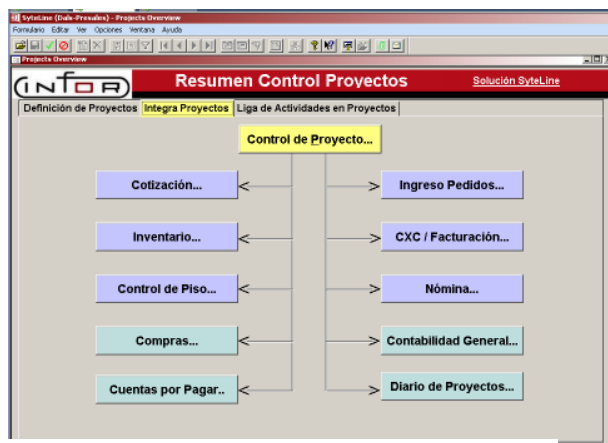 SyteLine (Dals-Presales) - [Projects Overview]
Formulario Editar Ver Opciones Ventana Ayuda
Projects Overview
infor
Resumen Control Proyectos
Solución SyteLine
Definición de Proyectos Integra Proyectos Liga de Actividades en Proyectos
Control de Proyecto...
Cotización... Ingreso Pedidos...
Inventario... CXC / Facturación...
Control de Piso... Nómina...
Compras... Contabilidad General...
Cuentas por Pagar.. Diario de Proyectos...